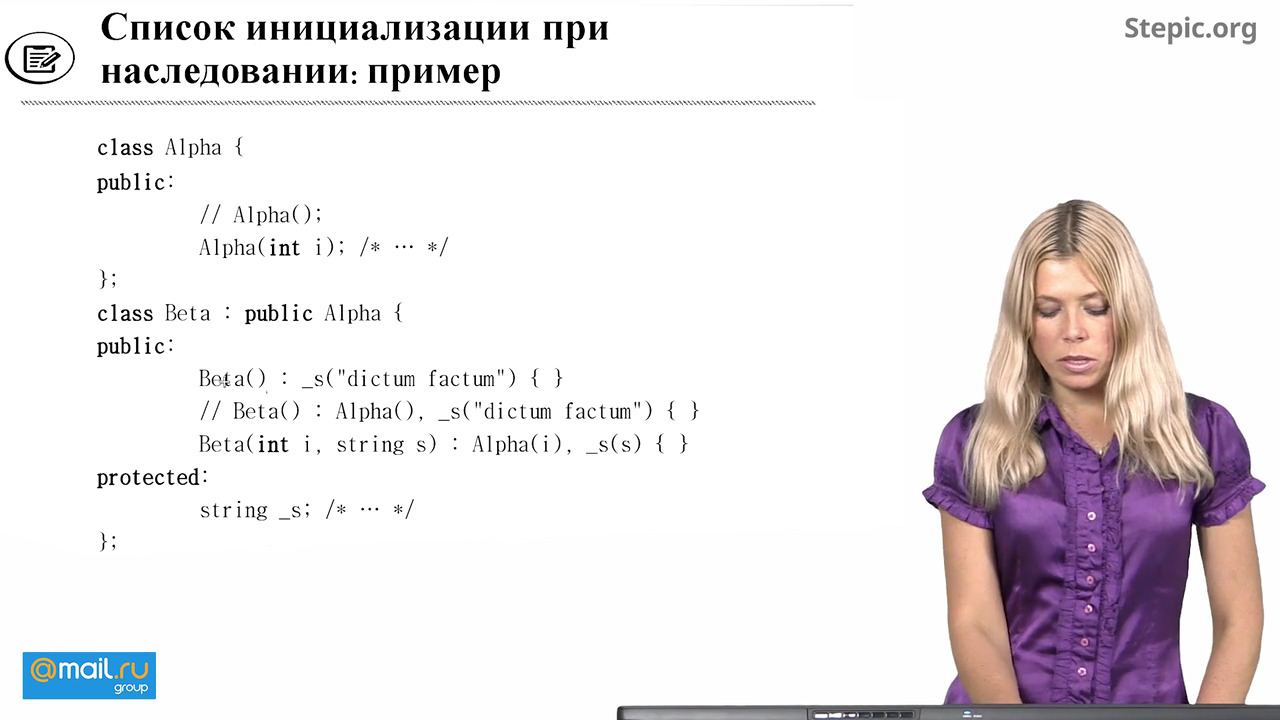 Список инициализации при
наследовании: пример
Stepic.org
class Alpha {
public:
// Alpha();
Alpha(int i); /* … */
};
class Beta : public Alpha {
public:
Beta() : _s("dictum factum") { }
// Beta() : Alpha(), _s("dictum factum") { }
Beta(int i, string s) : Alpha(i), _s(s) { }
protected:
string _s; /* … */
};
@mail.ru
group